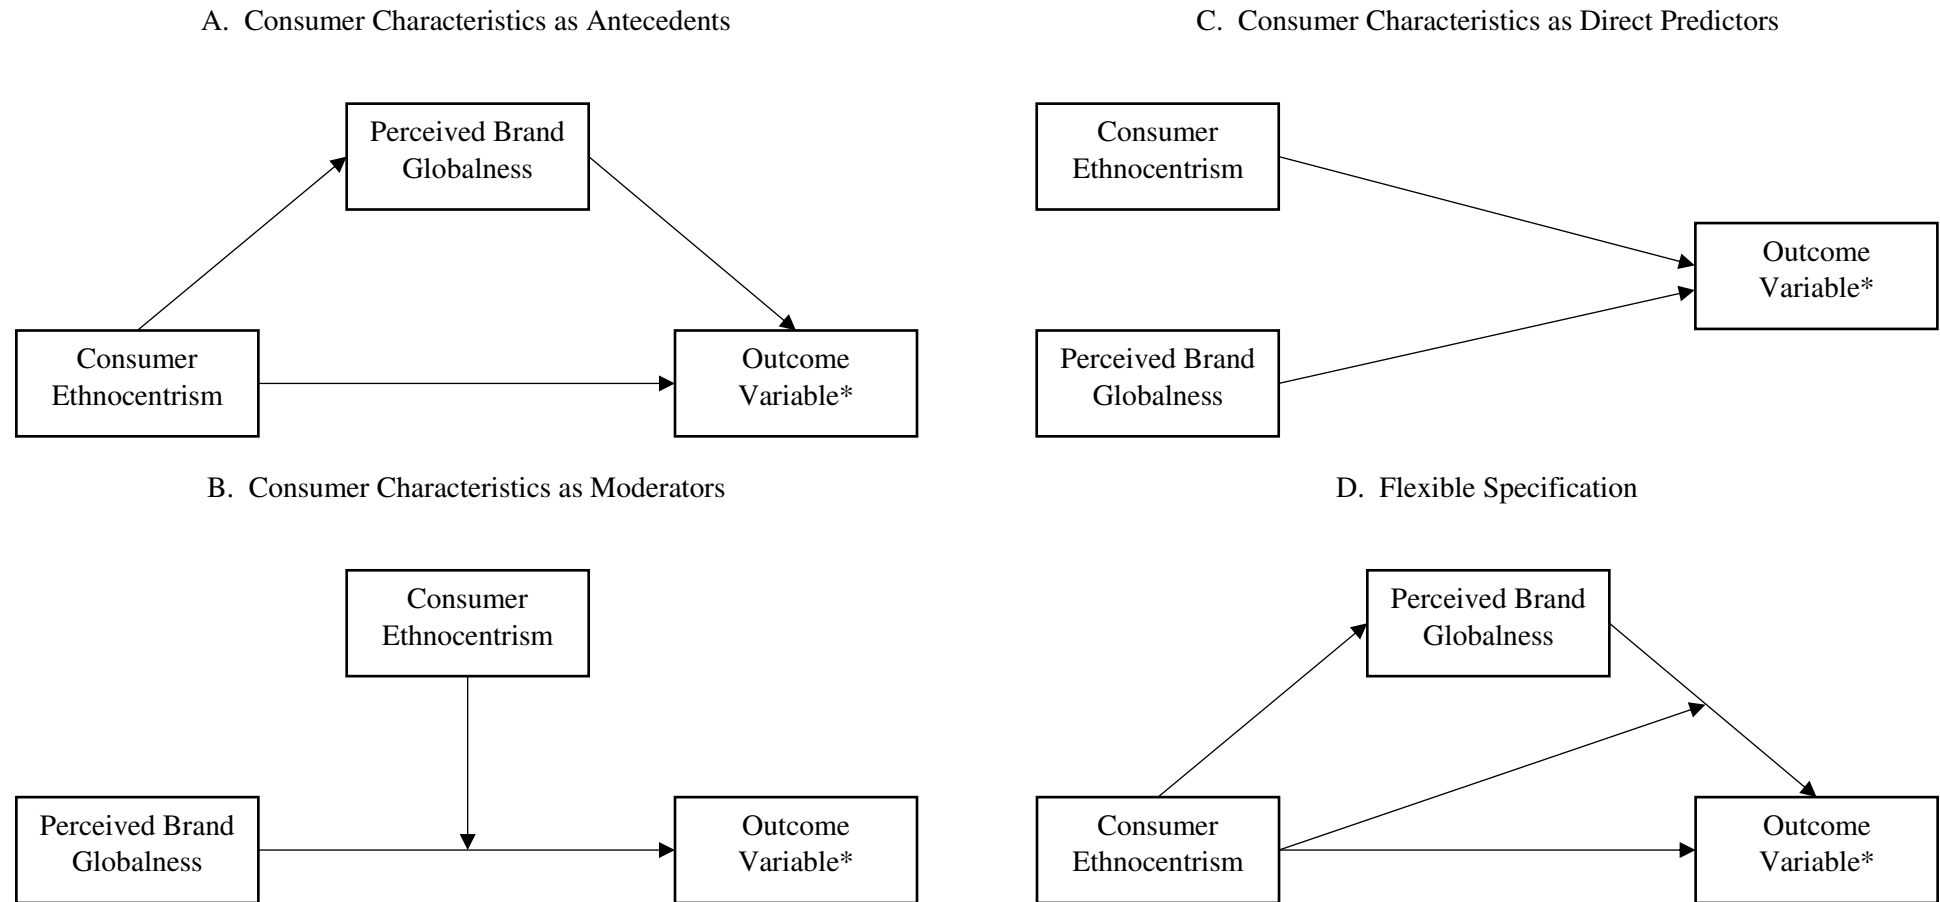 A. Consumer Characteristics as Antecedents
Perceived Brand
Globalness
Consumer
Ethnocentrism
Outcome
Variable*
B. Consumer Characteristics as Moderators
Consumer
Ethnocentrism
Perceived Brand
Globalness
Outcome
Variable*
C. Consumer Characteristics as Direct Predictors
Consumer
Ethnocentrism
Outcome
Variable*
Perceived Brand
Globalness
D. Flexible Specification
Perceived Brand
Globalness
Consumer
Ethnocentrism
Outcome
Variable*